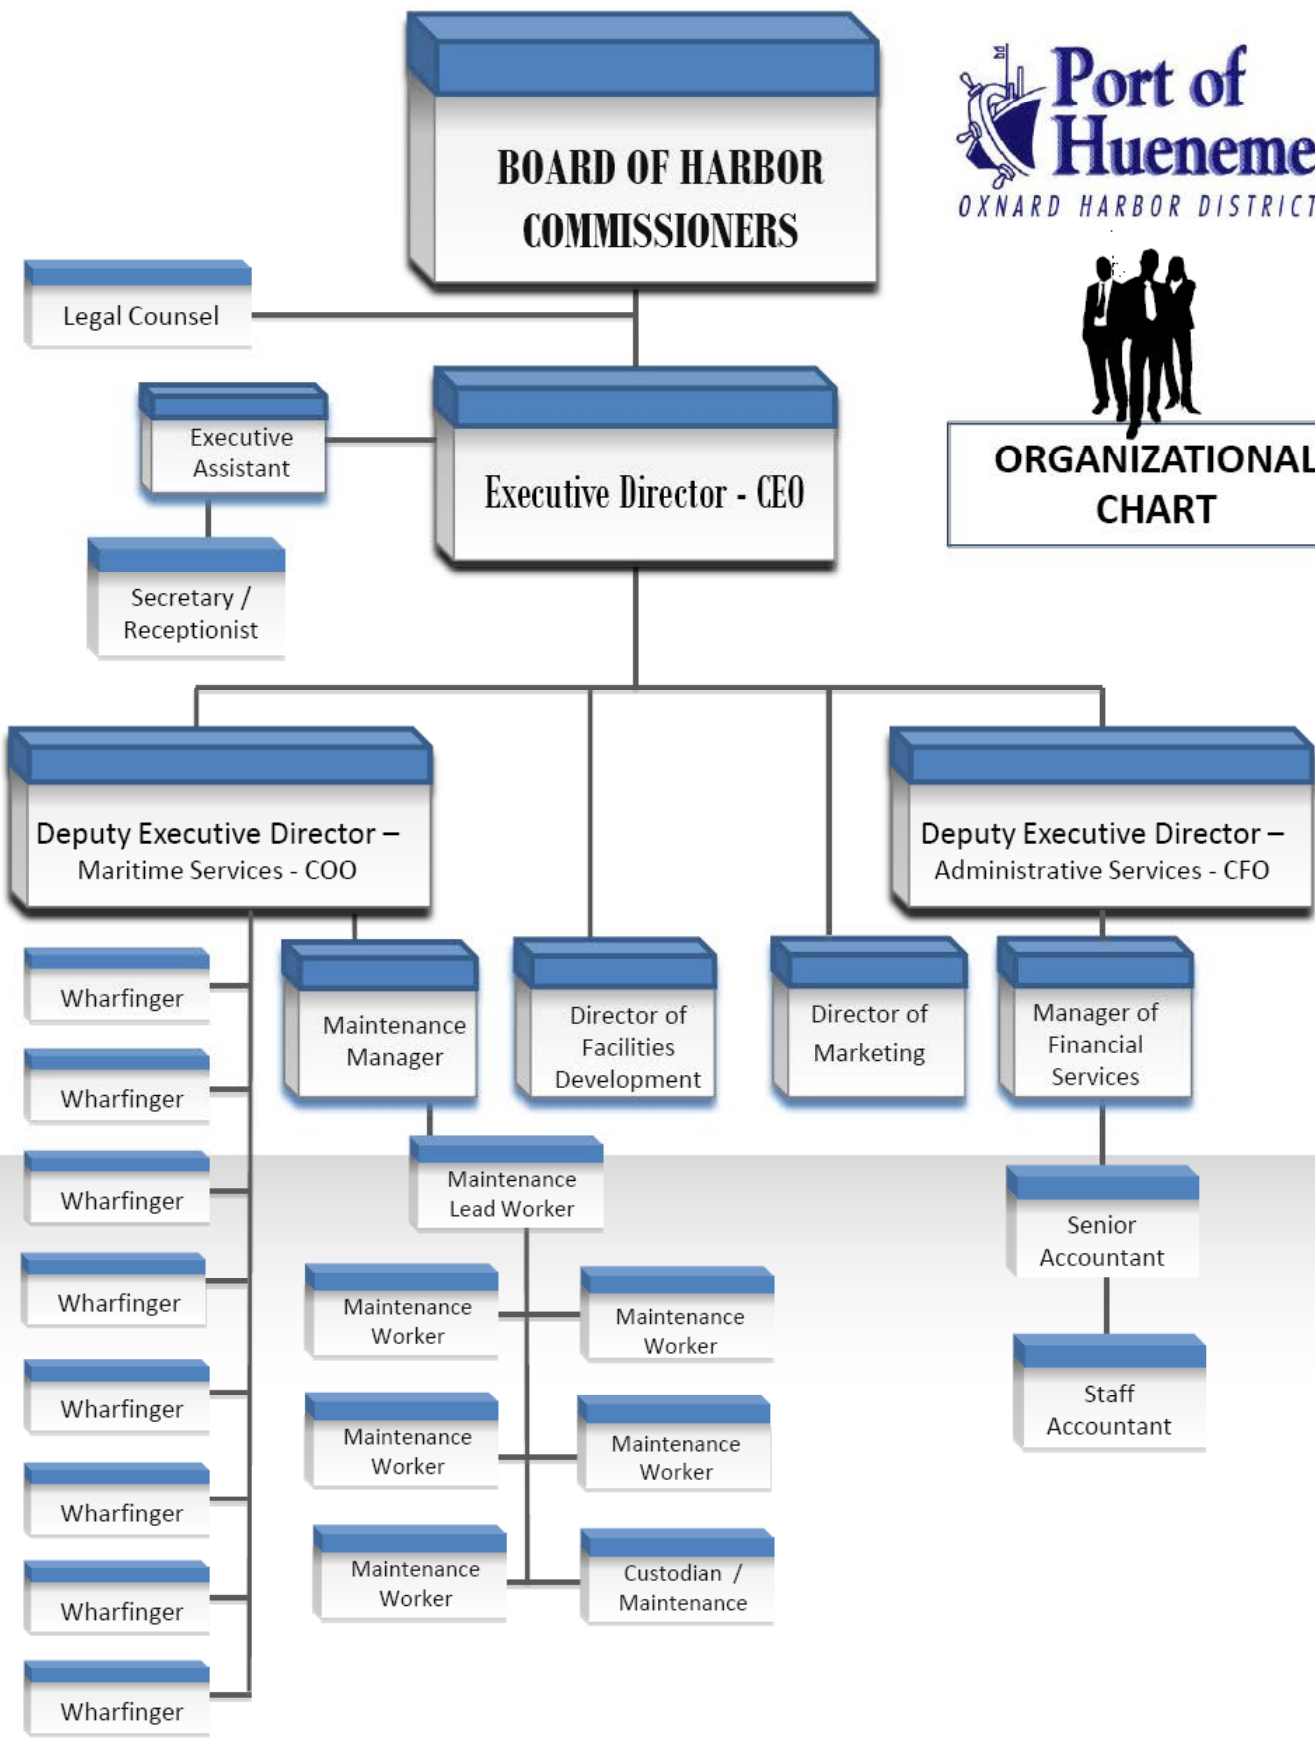 Port of
Hueneme
OXNARD HARBOR DISTRICT
BOARD OF HARBOR
COMMISSIONERS
Legal Counsel
ORGANIZATIONAL
CHART
Executive
Assistant
Executive Director - CEO
Secretary /
Receptionist
Deputy Executive Director –
Maritime Services - COO
Deputy Executive Director –
Administrative Services - CFO
Wharfinger
Wharfinger
Wharfinger
Wharfinger
Wharfinger
Wharfinger
Wharfinger
Wharfinger
Maintenance
Manager
Director of
Facilities
Development
Director of
Marketing
Manager of
Financial
Services
Maintenance
Lead Worker
Maintenance
Worker
Maintenance
Worker
Maintenance
Worker
Maintenance
Worker
Maintenance
Worker
Custodian /
Maintenance
Senior
Accountant
Staff
Accountant